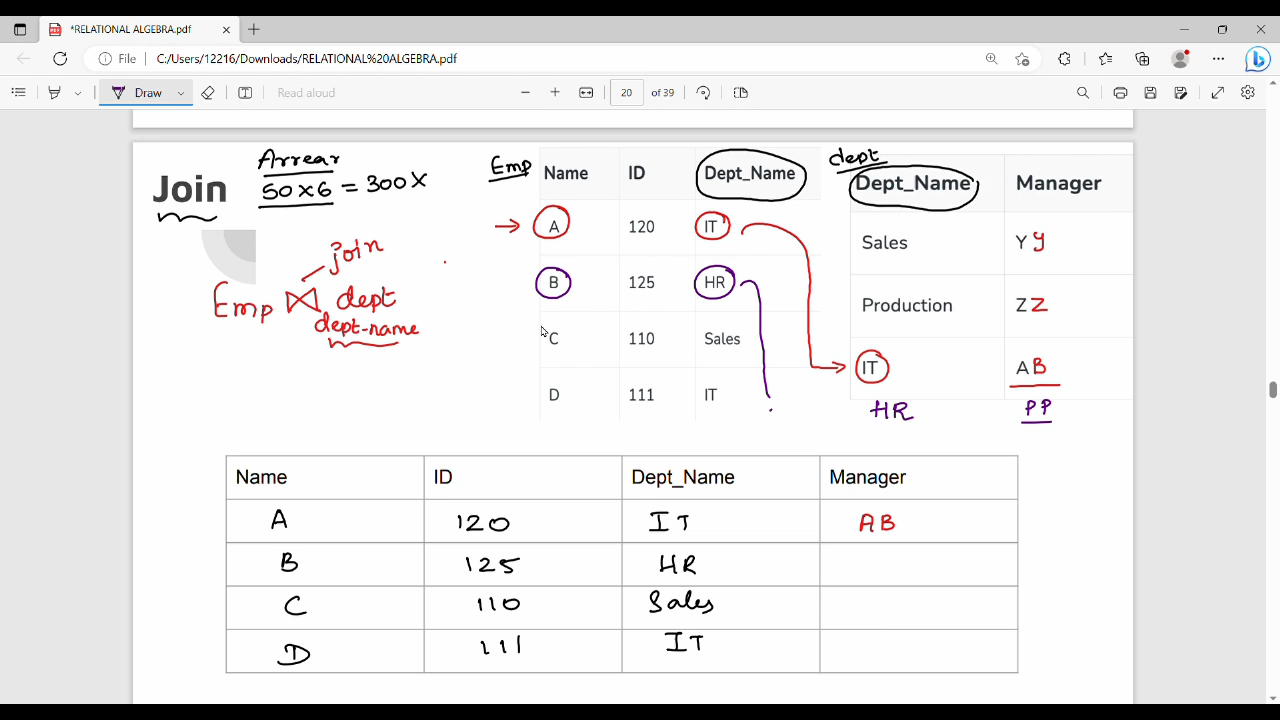 *RELATIONAL ALGEBRA.pdf
File C:/Users/12216/Downloads/RELATIONAL%20ALGEBRA.pdf
Draw Read aloud 20 of 39
Join
Arrear
50 X 6 = 300 X
Emp ⋈ dept
join
dept-name
Emp
Name ID Dept_Name
A 120 IT
B 125 HR
C 110 Sales
D 111 IT
dept
Dept_Name Manager
Sales Y Y
Production Z Z
IT A B
HR PP
Name ID Dept_Name Manager
A 120 IT AB
B 125 HR
C 110 Sales
D 111 IT